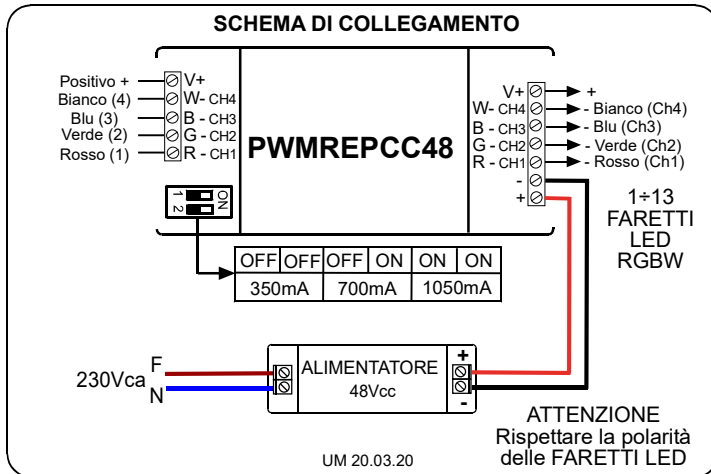 SCHEMA DI COLLEGAMENTO
Positivo +
Bianco (4)
Blu (3)
Verde (2)
Rosso (1)
V+
W- CH4
B - CH3
G - CH2
R - CH1
PWMREPCC48
V+
W- CH4
B - CH3
G - CH2
R - CH1
-
+
+
- Bianco (Ch4)
- Blu (Ch3)
- Verde (Ch2)
- Rosso (Ch1)
1 2 ON
1÷13
FARETTI
LED
RGBW
OFF OFF OFF ON ON ON
350mA 700mA 1050mA
230Vca
F
N
ALIMENTATORE
48Vcc
+
-
ATTENZIONE
Rispettare la polarità
delle FARETTI LED
UM 20.03.20